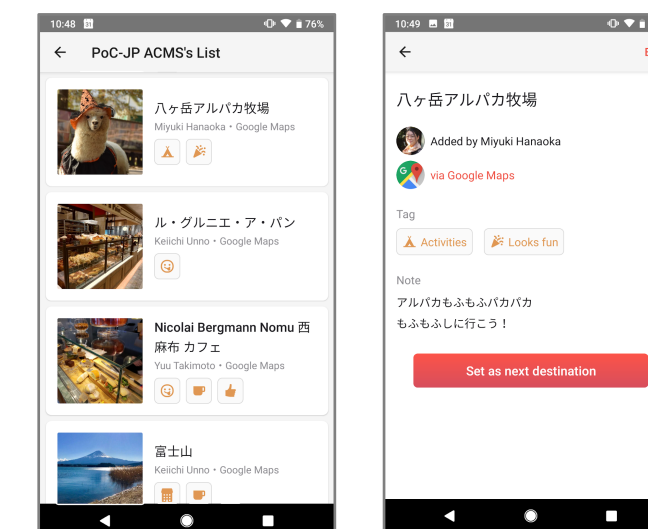 10:48 31 76%
PoC-JP ACMS's List
八ヶ岳アルパカ牧場
Miyuki Hanaoka • Google Maps
ル・グルニエ・ア・パン
Keiichi Unno • Google Maps
Nicolai Bergmann Nomu 西
麻布 カフェ
Yuu Takimoto • Google Maps
富士山
Keiichi Unno • Google Maps
10:49 31
八ヶ岳アルパカ牧場
Added by Miyuki Hanaoka
via Google Maps
Tag
Activities Looks fun
Note
アルパカもふもふパカパカ
もふもふしに行こう！
Set as next destination